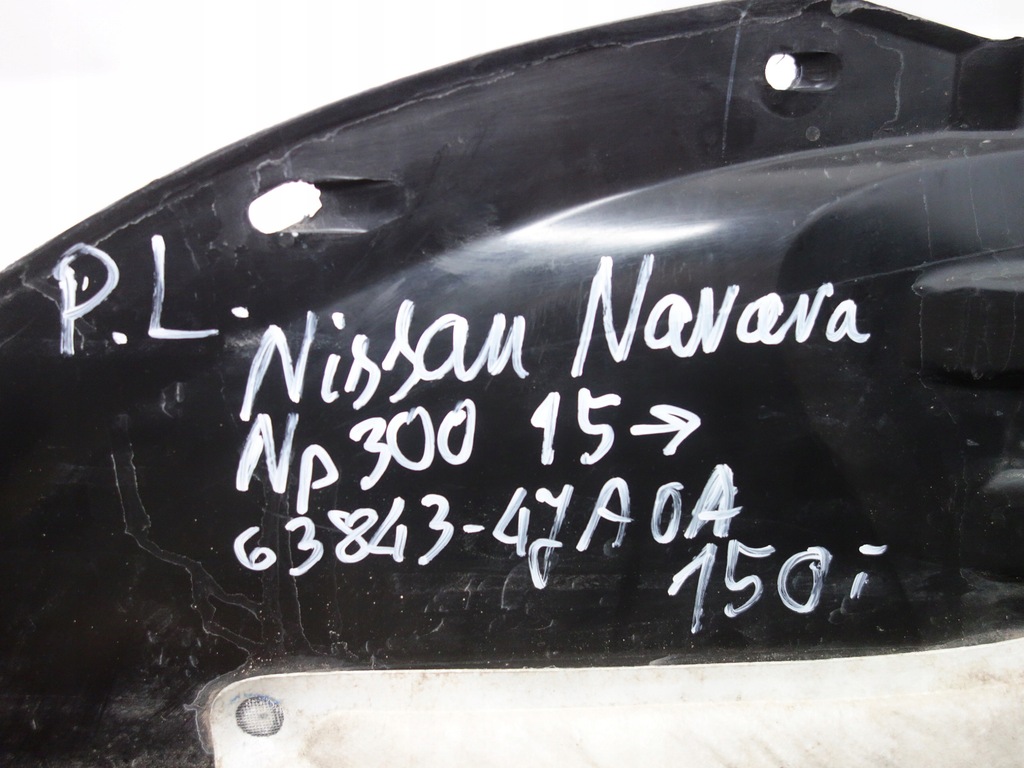 P.L.
Nissan Navara
Np300 15→
63843-4JA0A
150,-